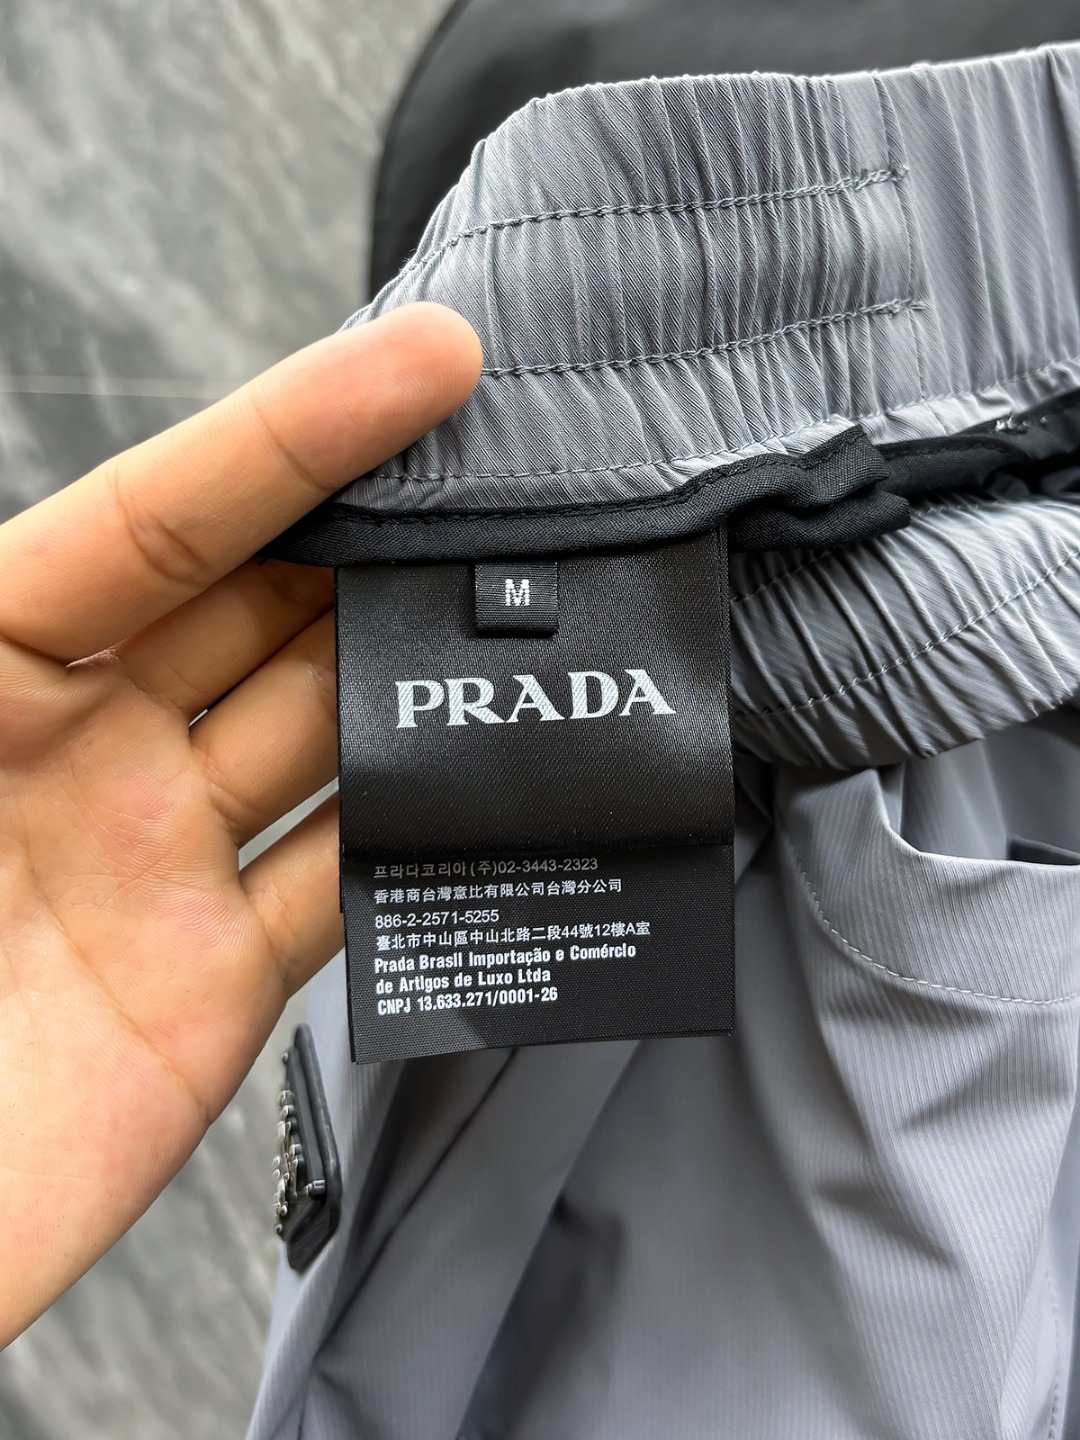 M
PRADA
프라다코리아(주)02-3443-2323
香港商台灣意比有限公司台灣分公司
886-2-2571-5255
臺北市中山區中山北路二段44號12樓A室
Prada Brasil Importação e Comércio
de Artigos de Luxo Ltda
CNPJ 13.633.271/0001-26